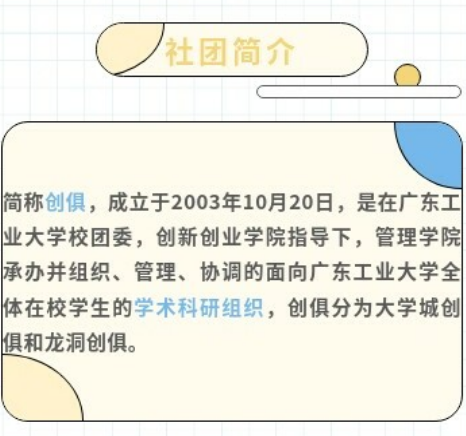 社团简介
简称创俱，成立于2003年10月20日，是在广东工
业大学校团委，创新创业学院指导下，管理学院
承办并组织、管理、协调的面向广东工业大学全
体在校学生的学术科研组织，创俱分为大学城创
俱和龙洞创俱。